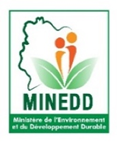 MINEDD
Ministère de l'Environnement
et du Développement Durable